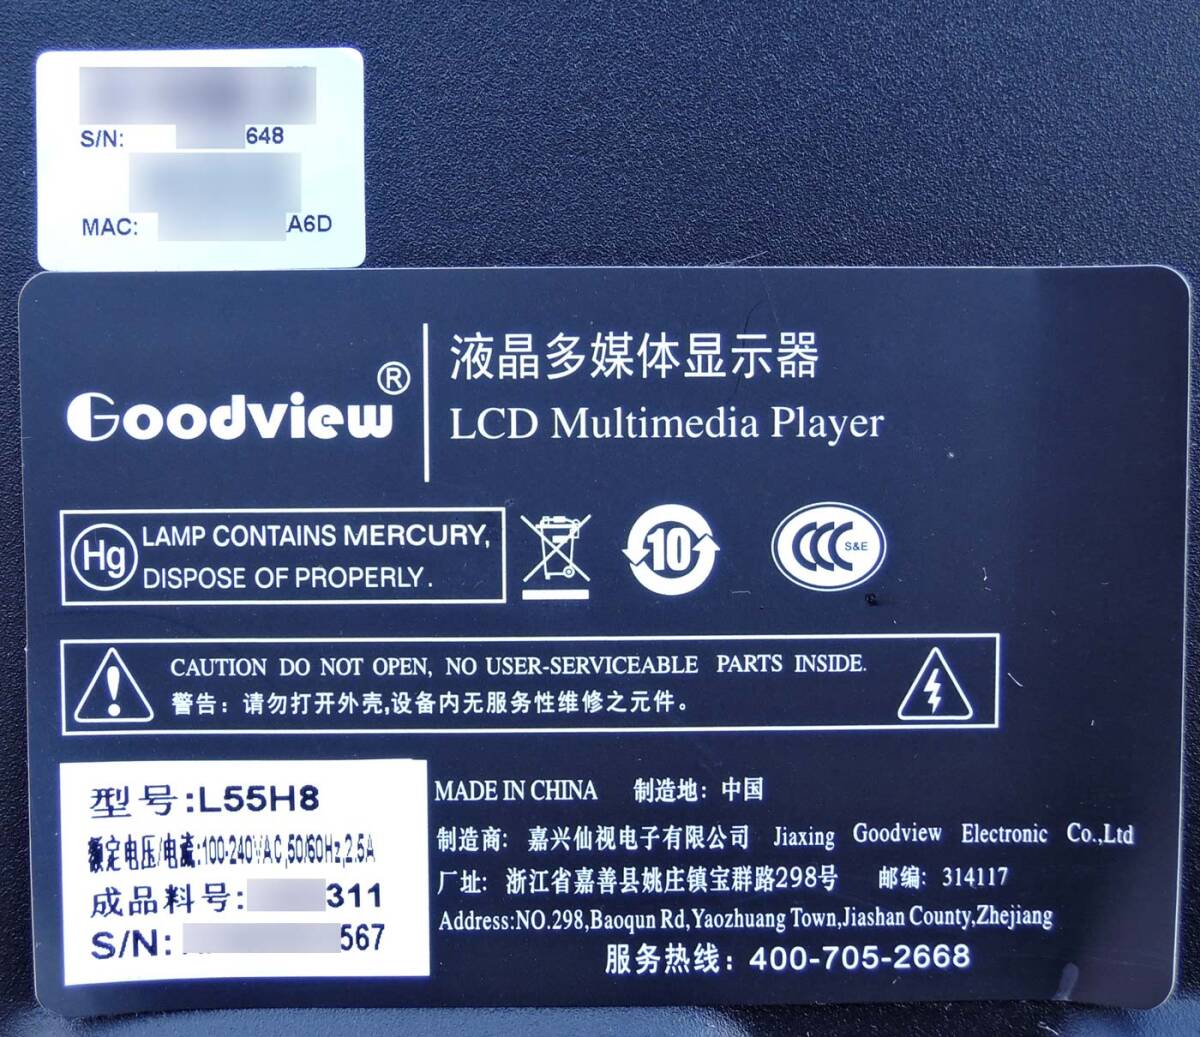 S/N: 648
MAC: A6D
Goodview®
液晶多媒体显示器
LCD Multimedia Player
Hg LAMP CONTAINS MERCURY,
DISPOSE OF PROPERLY.
10
CCC S&E
CAUTION DO NOT OPEN, NO USER-SERVICEABLE PARTS INSIDE.
警告：请勿打开外壳,设备内无服务性维修之元件。
型号:L55H8
额定电压/电流:100-240VAC,50/60Hz,2.5A
成品料号: 311
S/N: 567
MADE IN CHINA 制造地：中国
制造商：嘉兴仙视电子有限公司 Jiaxing Goodview Electronic Co.,Ltd
厂址：浙江省嘉善县姚庄镇宝群路298号 邮编：314117
Address:NO.298,Baoqun Rd,Yaozhuang Town,Jiashan County,Zhejiang
服务热线：400-705-2668